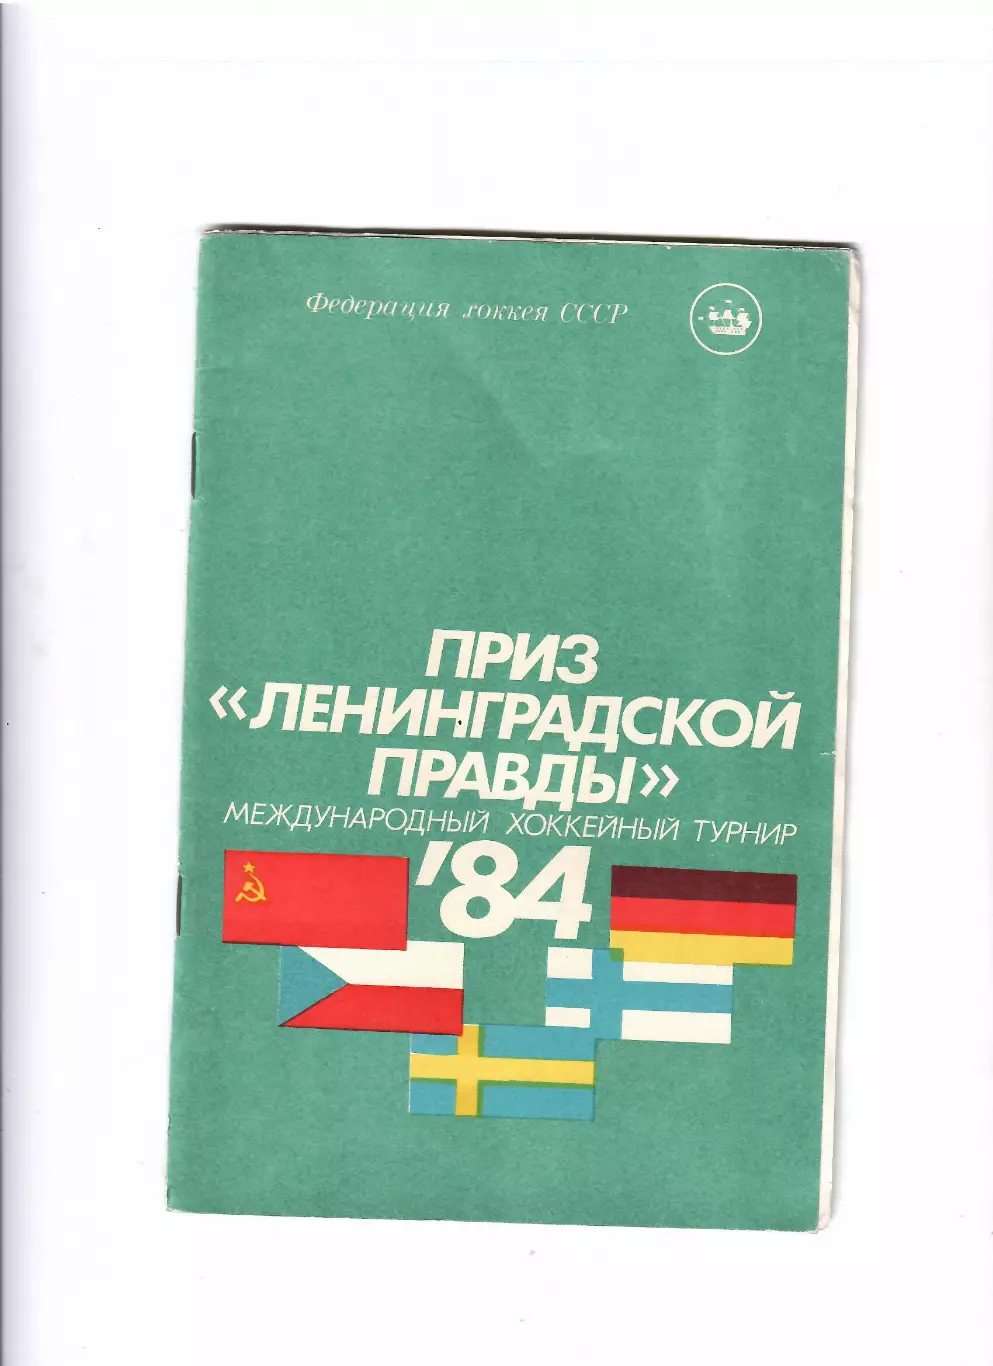 Федерация хоккея СССР
ПРИЗ
«ЛЕНИНГРАДСКОЙ
ПРАВДЫ»
МЕЖДУНАРОДНЫЙ ХОККЕЙНЫЙ ТУРНИР
'84